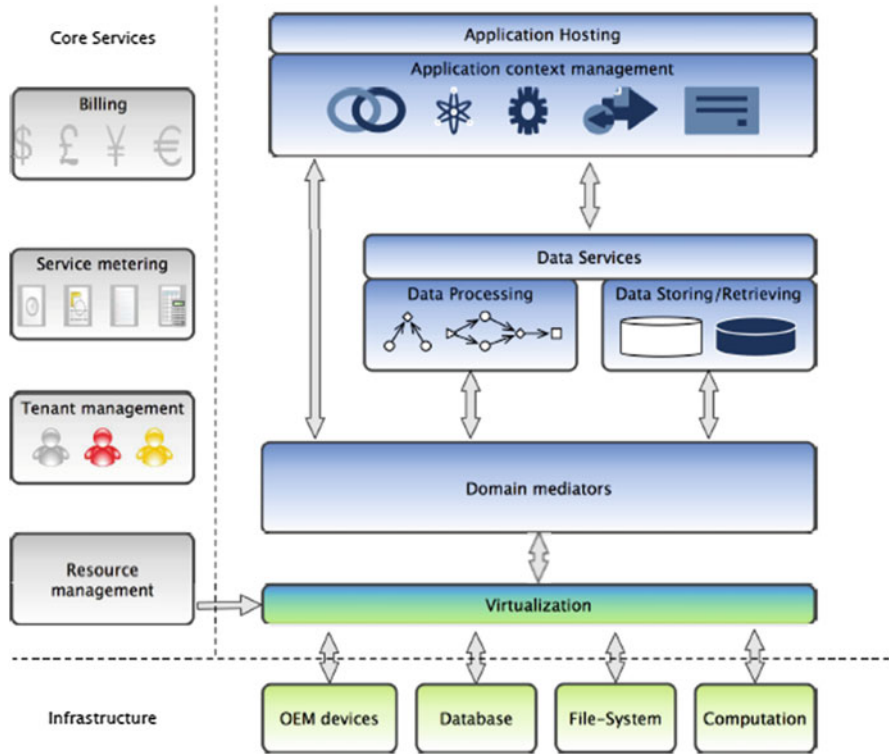 Core Services
Billing
$ £ ¥ €
Service metering
Tenant management
Resource
management
Application Hosting
Application context management
Data Services
Data Processing
Data Storing/Retrieving
Domain mediators
Virtualization
Infrastructure
OEM devices
Database
File-System
Computation